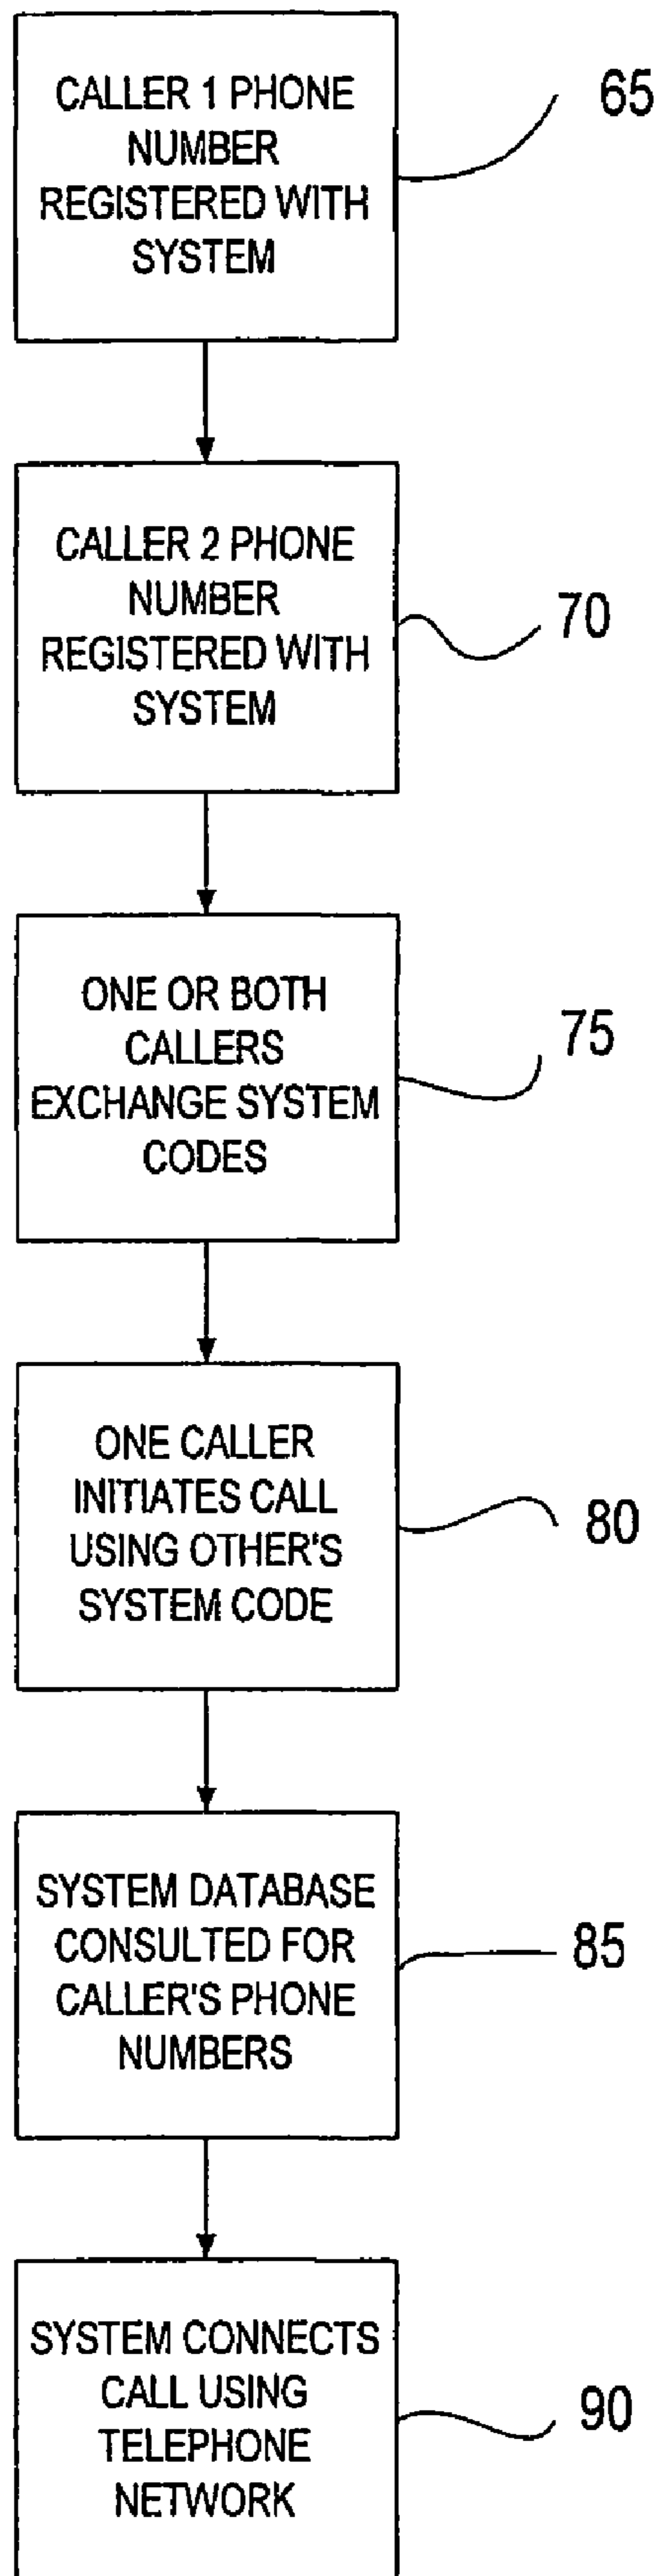 CALLER 1 PHONE
NUMBER
REGISTERED WITH
SYSTEM
65
CALLER 2 PHONE
NUMBER
REGISTERED WITH
SYSTEM
70
ONE OR BOTH
CALLERS
EXCHANGE SYSTEM
CODES
75
ONE CALLER
INITIATES CALL
USING OTHER'S
SYSTEM CODE
80
SYSTEM DATABASE
CONSULTED FOR
CALLER'S PHONE
NUMBERS
85
SYSTEM CONNECTS
CALL USING
TELEPHONE
NETWORK
90